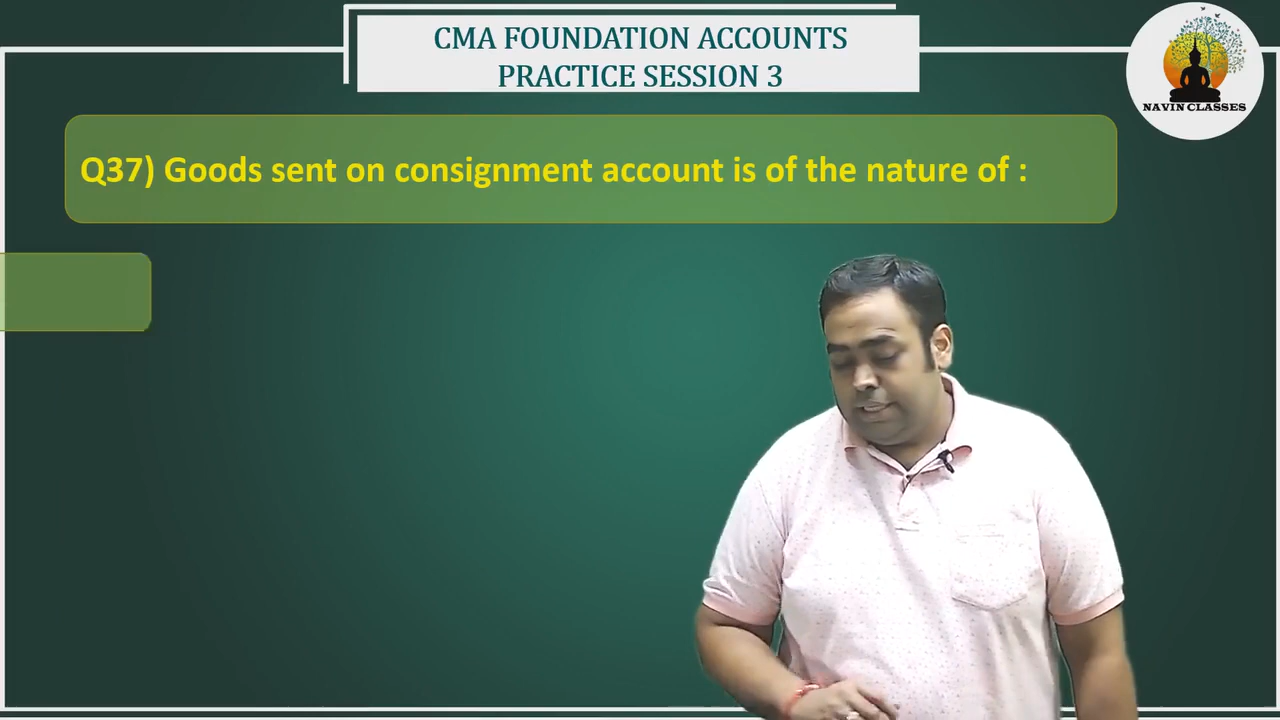 CMA FOUNDATION ACCOUNTS
PRACTICE SESSION 3
NAVIN CLASSES
Q37) Goods sent on consignment account is of the nature of :